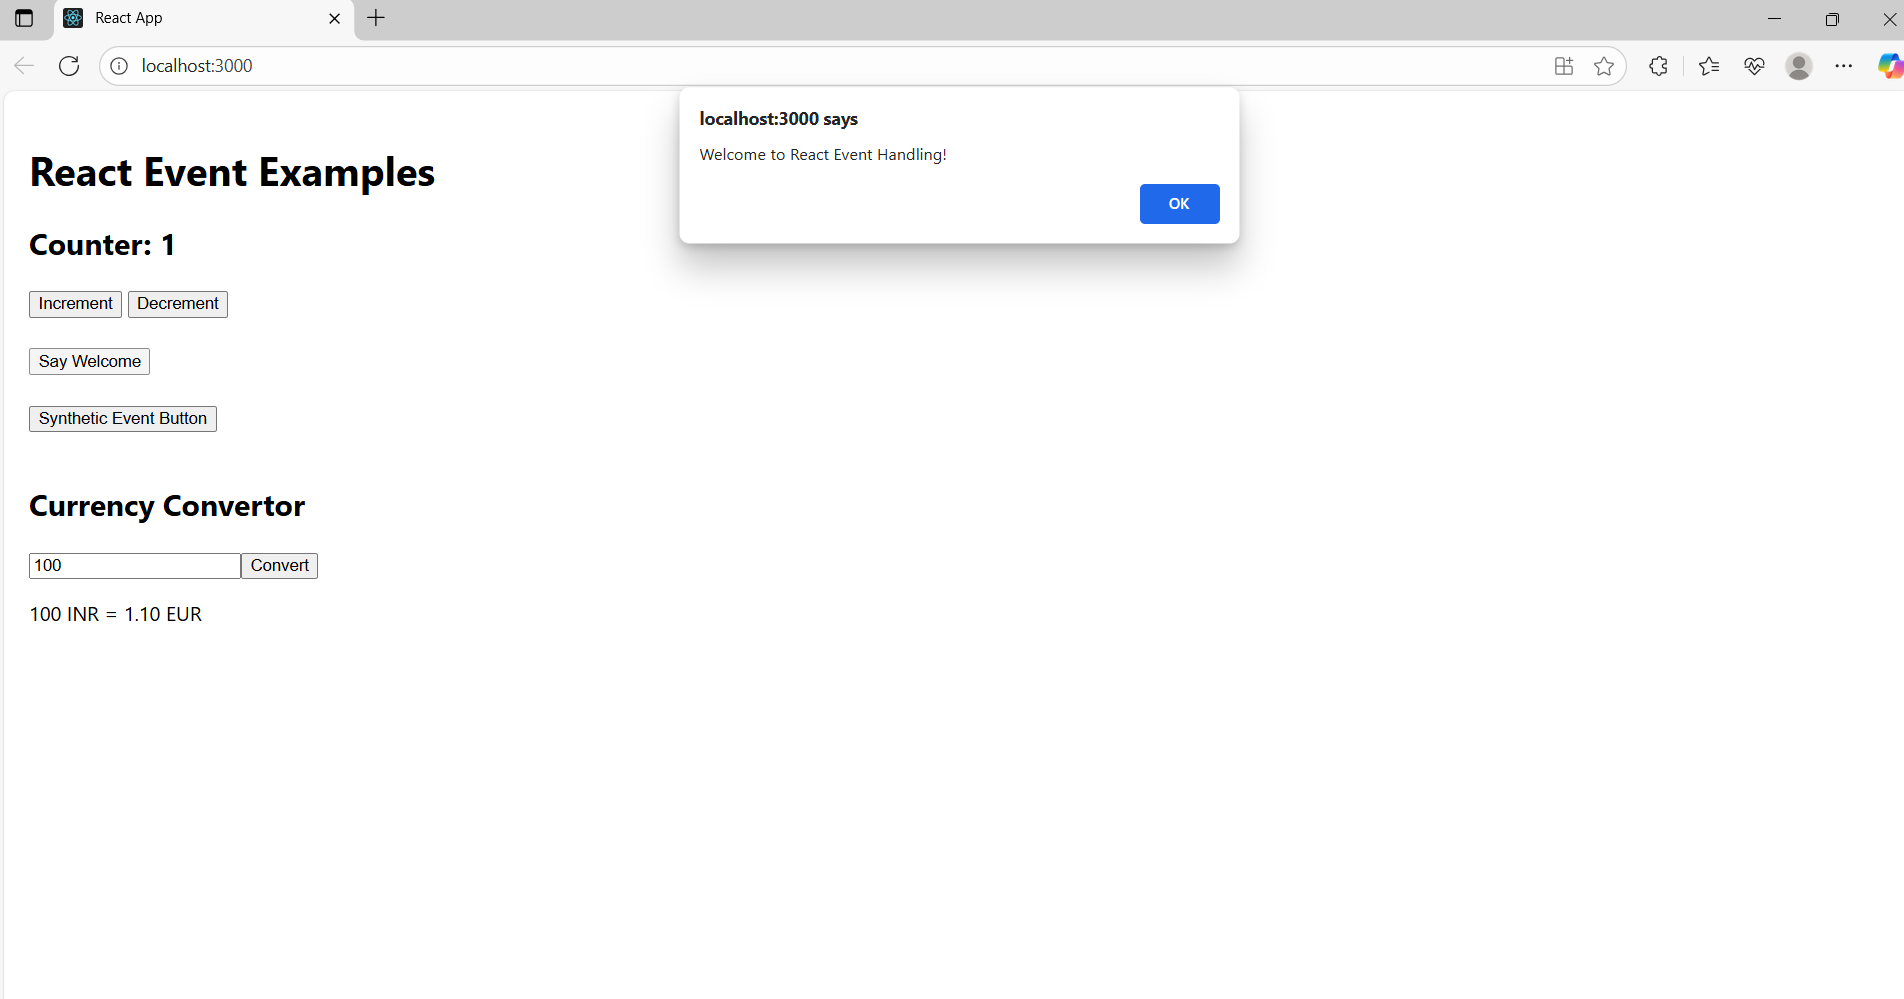 React App
localhost:3000
localhost:3000 says
Welcome to React Event Handling!
OK
React Event Examples
Counter: 1
Increment Decrement
Say Welcome
Synthetic Event Button
Currency Convertor
100 Convert
100 INR = 1.10 EUR